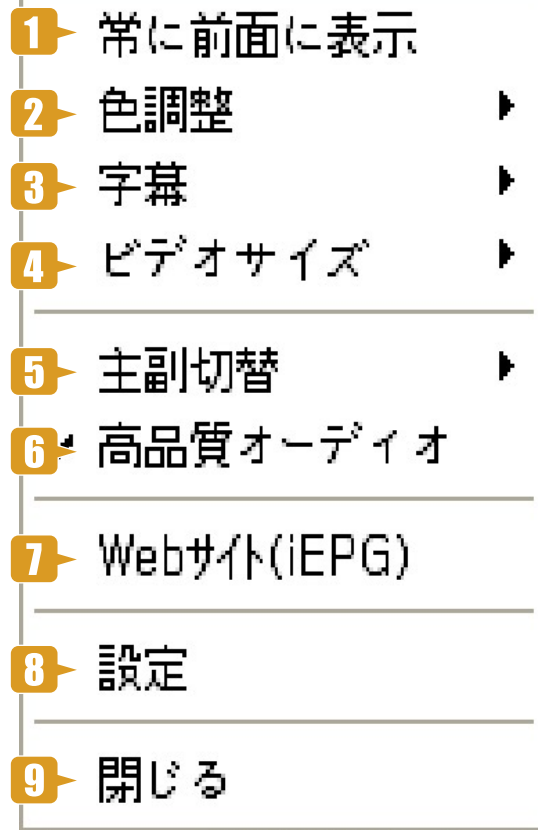 1 常に前面に表示
2 色調整
3 字幕
4 ビデオサイズ
5 主副切替
6 高品質オーディオ
7 Webサイト(iEPG)
8 設定
9 閉じる